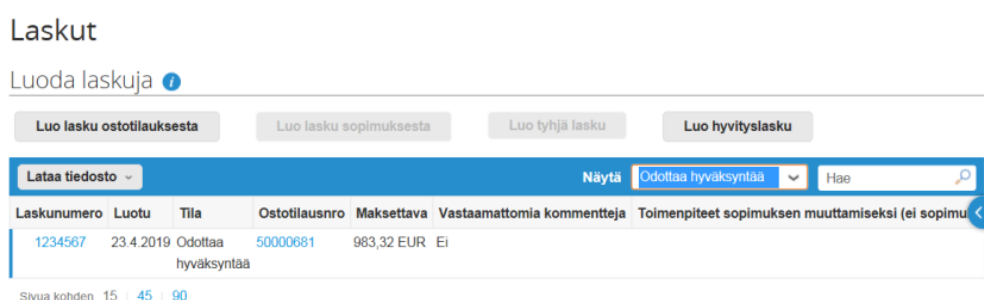 Laskut
Luoda laskuja
Luo lasku ostotilauksesta Luo lasku sopimuksesta Luo tyhjä lasku Luo hyvityslasku
Lataa tiedosto Näytä Odottaa hyväksyntää Hae
Laskunumero Luotu Tila Ostotilausnro Maksettava Vastaamattomia kommentteja Toimenpiteet sopimuksen muuttamiseksi (ei sopimu
1234567 23.4.2019 Odottaa 50000681 983,32 EUR Ei
hyväksyntää
Sivua kohden 15 | 45 | 90